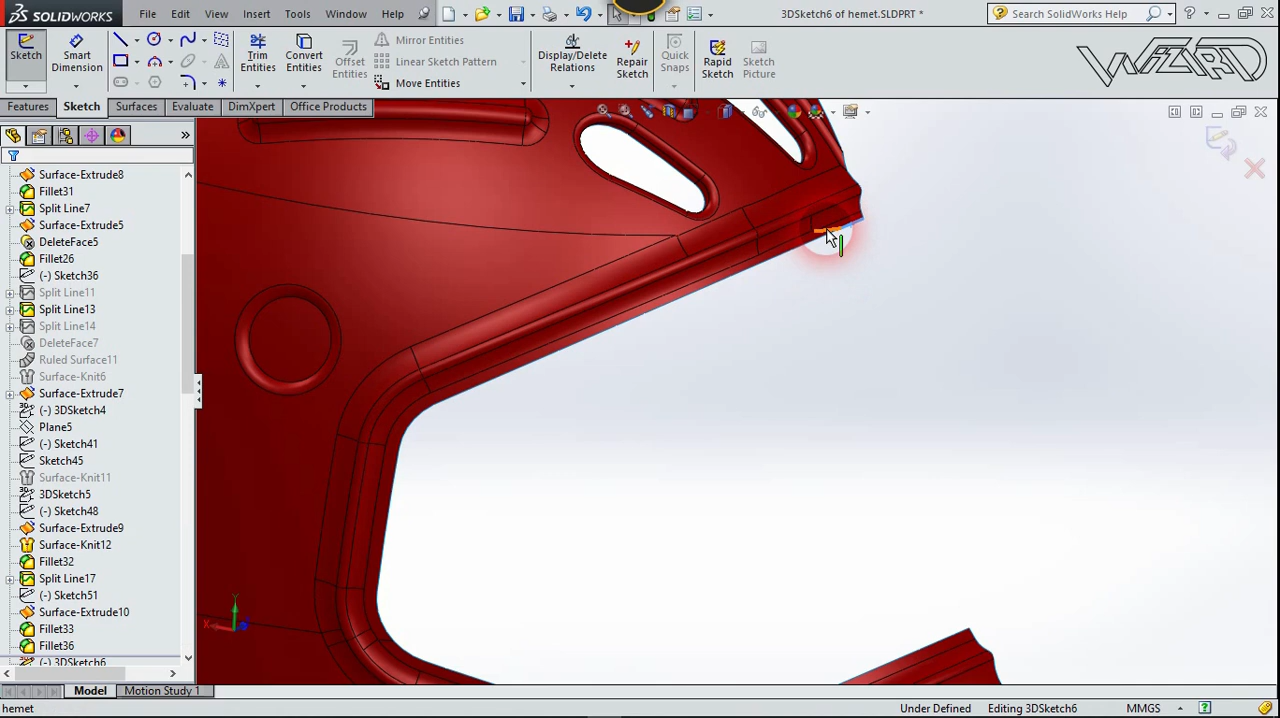 SOLIDWORKS File Edit View Insert Tools Window Help 3DSketch6 of hemet.SLDPRT * Search SolidWorks Help
Sketch Smart Dimension Trim Entities Convert Entities Offset Entities Mirror Entities Linear Sketch Pattern Move Entities Display/Delete Relations Repair Sketch Quick Snaps Rapid Sketch Sketch Picture WIZARD
Features Sketch Surfaces Evaluate DimXpert Office Products
Surface-Extrude8
Fillet31
Split Line7
Surface-Extrude5
DeleteFace5
Fillet26
(-) Sketch36
Split Line11
Split Line13
Split Line14
DeleteFace7
Ruled Surface11
Surface-Knit6
Surface-Extrude7
(-) 3DSketch4
Plane5
(-) Sketch41
Sketch45
Surface-Knit11
3DSketch5
(-) Sketch48
Surface-Extrude9
Surface-Knit12
Fillet32
Split Line17
(-) Sketch51
Surface-Extrude10
Fillet33
Fillet36
(-) 3DSketch6
Y
X
Model Motion Study 1
hemet Under Defined Editing 3DSketch6 MMGS